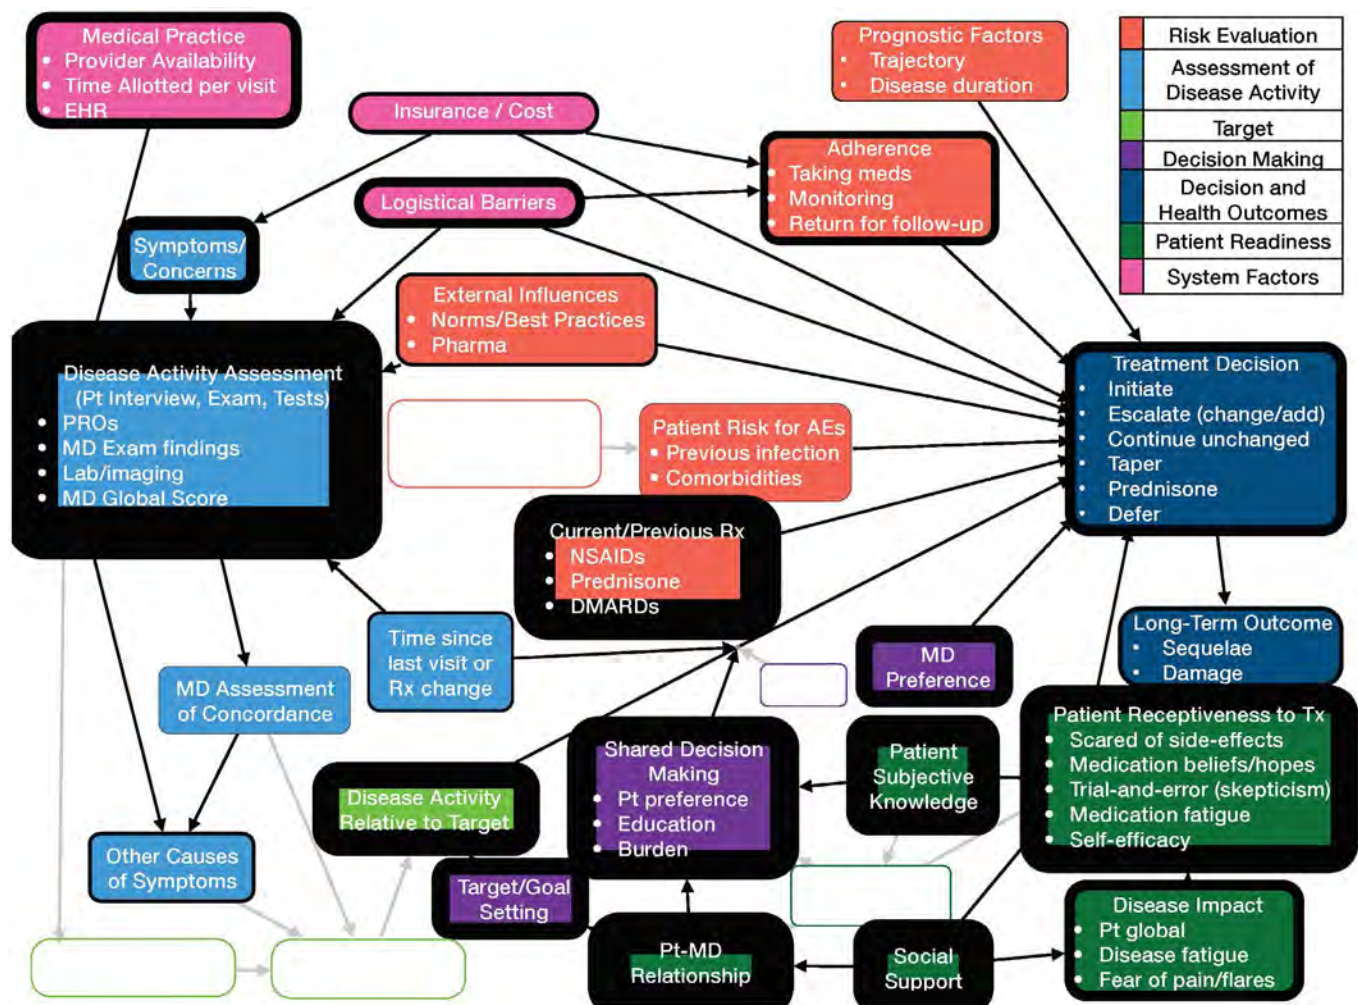 Medical Practice
• Provider Availability
• Time Allotted per visit
• EHR
Insurance / Cost
Prognostic Factors
• Trajectory
• Disease duration
Risk Evaluation
Assessment of
Disease Activity
Target
Decision Making
Decision and
Health Outcomes
Patient Readiness
System Factors
Adherence
• Taking meds
• Monitoring
• Return for follow-up
Logistical Barriers
Symptoms/
Concerns
External Influences
• Norms/Best Practices
• Pharma
Disease Activity Assessment
(Pt Interview, Exam, Tests)
• PROs
• MD Exam findings
• Lab/imaging
• MD Global Score
Treatment Decision
• Initiate
• Escalate (change/add)
• Continue unchanged
• Taper
• Prednisone
• Defer
Patient Risk for AEs
• Previous infection
• Comorbidities
Current/Previous Rx
• NSAIDs
• Prednisone
• DMARDs
Time since
last visit or
Rx change
MD
Preference
Long-Term Outcome
• Sequelae
• Damage
MD Assessment
of Concordance
Shared Decision
Making
• Pt preference
• Education
• Burden
Patient
Subjective
Knowledge
Patient Receptiveness to Tx
• Scared of side-effects
• Medication beliefs/hopes
• Trial-and-error (skepticism)
• Medication fatigue
• Self-efficacy
Disease Activity
Relative to Target
Other Causes
of Symptoms
Target/Goal
Setting
Pt-MD
Relationship
Social
Support
Disease Impact
• Pt global
• Disease fatigue
• Fear of pain/flares